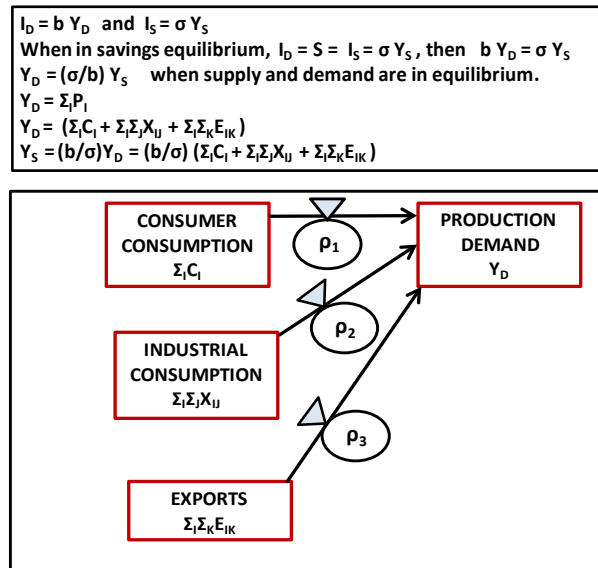 I_D = b Y_D and I_S = σ Y_S
When in savings equilibrium, I_D = S = I_S = σ Y_S , then b Y_D = σ Y_S
Y_D = (σ/b) Y_S when supply and demand are in equilibrium.
Y_D = Σ_I P_I
Y_D = (Σ_I C_I + Σ_I Σ_J X_IJ + Σ_I Σ_K E_IK )
Y_S = (b/σ)Y_D = (b/σ) (Σ_I C_I + Σ_I Σ_J X_IJ + Σ_I Σ_K E_IK )
CONSUMER
CONSUMPTION
Σ_I C_I
ρ_1
PRODUCTION
DEMAND
Y_D
ρ_2
INDUSTRIAL
CONSUMPTION
Σ_I Σ_J X_IJ
ρ_3
EXPORTS
Σ_I Σ_K E_IK